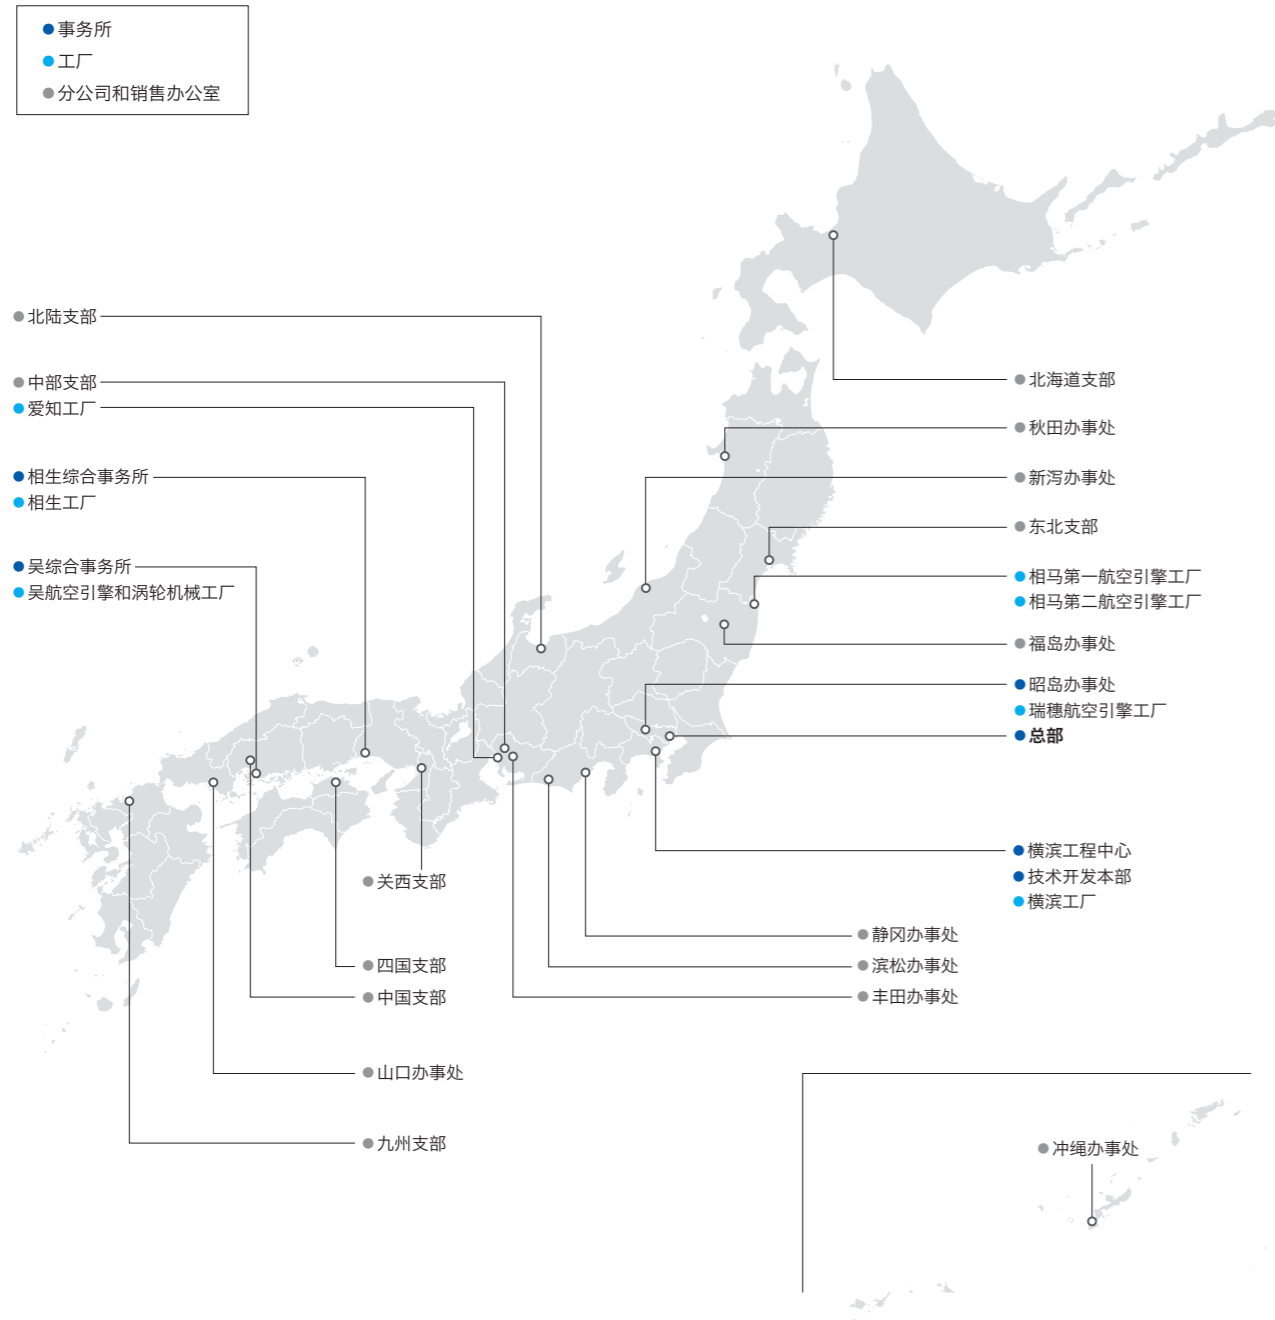 事务所
工厂
分公司和销售办公室
北陆支部
中部支部
爱知工厂
相生综合事务所
相生工厂
吴综合事务所
吴航空引擎和涡轮机械工厂
北海道支部
秋田办事处
新泻办事处
东北支部
相马第一航空引擎工厂
相马第二航空引擎工厂
福岛办事处
昭岛办事处
瑞穗航空引擎工厂
总部
横滨工程中心
技术开发本部
横滨工厂
关西支部
静冈办事处
四国支部
滨松办事处
中国支部
丰田办事处
山口办事处
九州支部
冲绳办事处